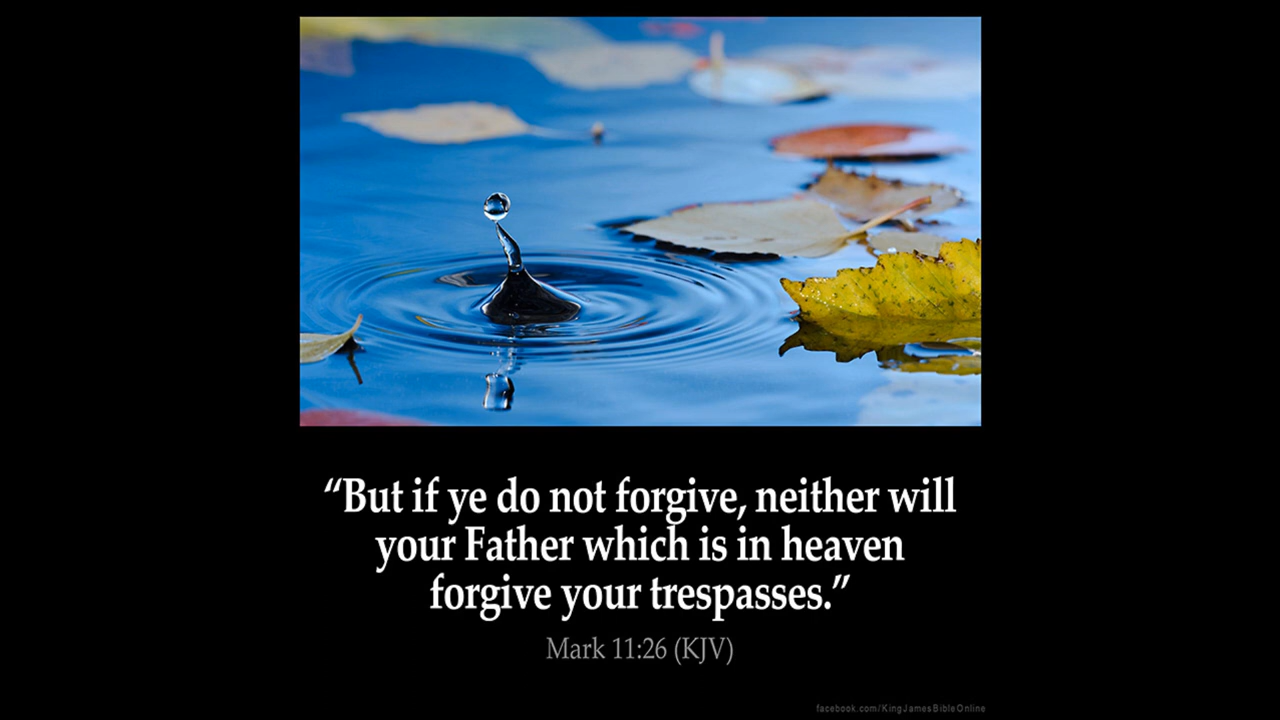 “But if ye do not forgive, neither will
your Father which is in heaven
forgive your trespasses.”
Mark 11:26 (KJV)
facebook.com/KingJamesBibleOnline